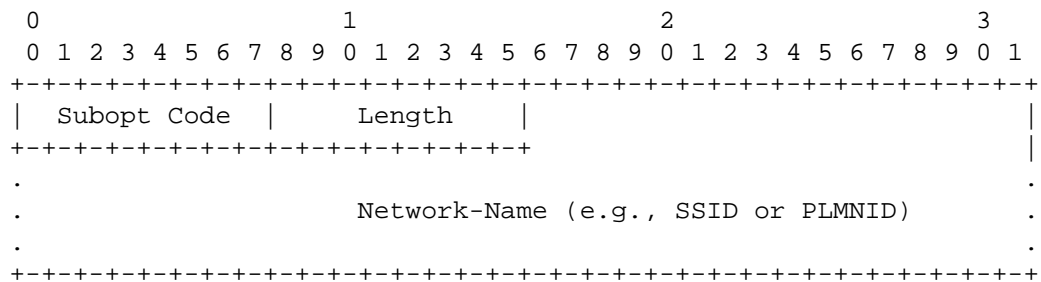 0                   1                   2                   3
 0 1 2 3 4 5 6 7 8 9 0 1 2 3 4 5 6 7 8 9 0 1 2 3 4 5 6 7 8 9 0 1
+-+-+-+-+-+-+-+-+-+-+-+-+-+-+-+-+-+-+-+-+-+-+-+-+-+-+-+-+-+-+-+-+
|  Subopt Code  |     Length    |                               |
+-+-+-+-+-+-+-+-+-+-+-+-+-+-+-+-+                               |
.                                                               .
.                     Network-Name (e.g., SSID or PLMNID)       .
.                                                               .
+-+-+-+-+-+-+-+-+-+-+-+-+-+-+-+-+-+-+-+-+-+-+-+-+-+-+-+-+-+-+-+-+